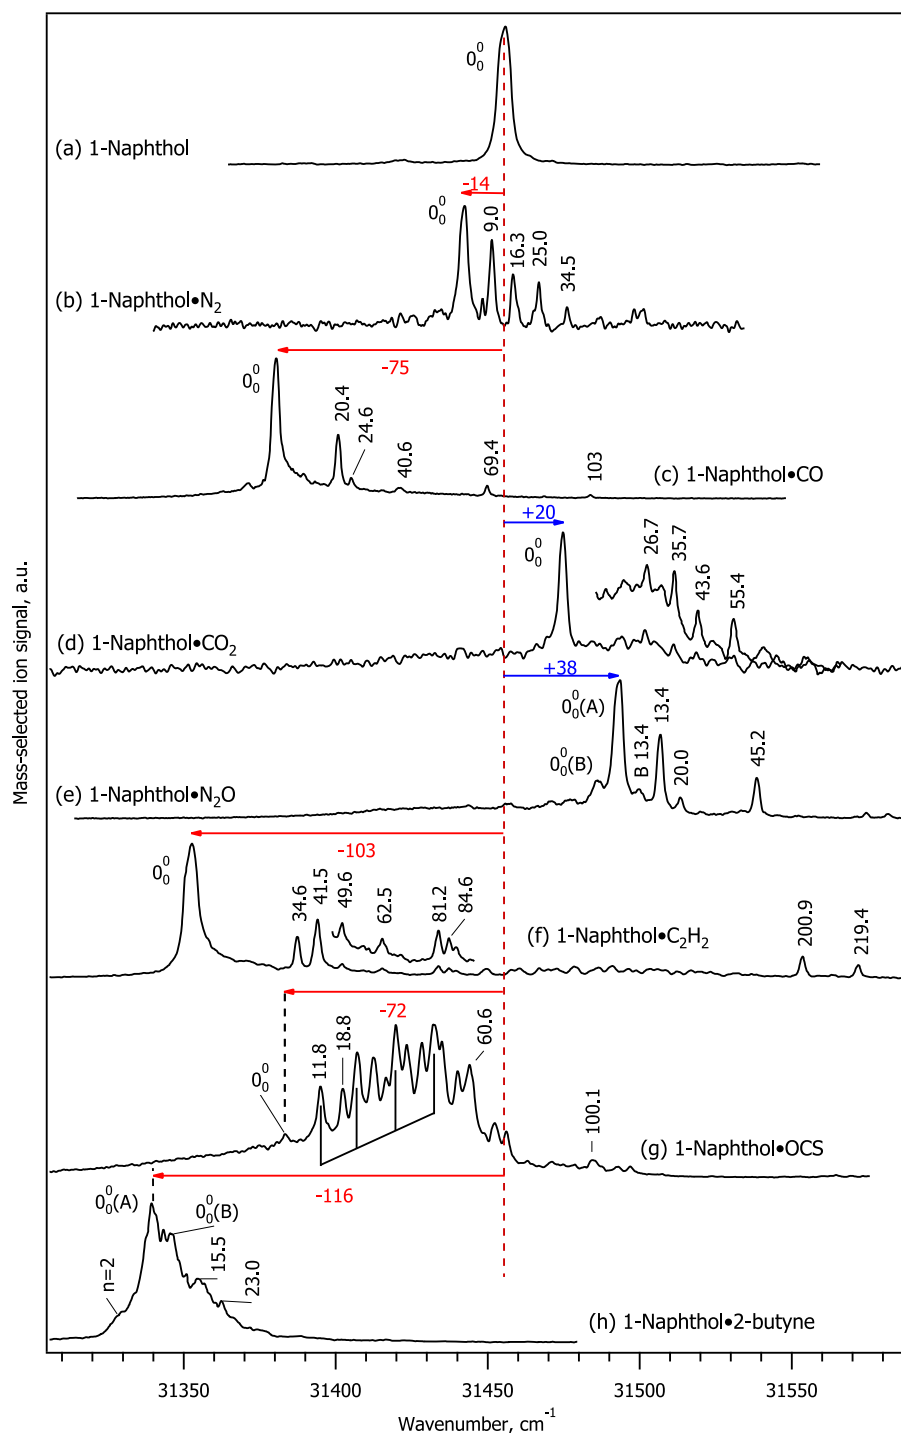 0⁰₀
(a) 1-Naphthol
-14
0⁰₀
9.0
16.3
25.0
34.5
(b) 1-Naphthol•N₂
-75
0⁰₀
20.4
24.6
40.6
69.4
103
(c) 1-Naphthol•CO
+20
0⁰₀
26.7
35.7
43.6
55.4
(d) 1-Naphthol•CO₂
+38
0⁰₀(A)
0⁰₀(B)
B 13.4
13.4
20.0
45.2
(e) 1-Naphthol•N₂O
-103
0⁰₀
34.6
41.5
49.6
62.5
81.2
84.6
200.9
219.4
(f) 1-Naphthol•C₂H₂
-72
0⁰₀
11.8
18.8
60.6
100.1
(g) 1-Naphthol•OCS
-116
0⁰₀(A)
0⁰₀(B)
n=2
15.5
23.0
(h) 1-Naphthol•2-butyne
Mass-selected ion signal, a.u.
31350 31400 31450 31500 31550
Wavenumber, cm⁻¹